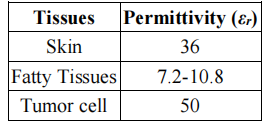 Tissues Permittivity (εr)
Skin 36
Fatty Tissues 7.2-10.8
Tumor cell 50